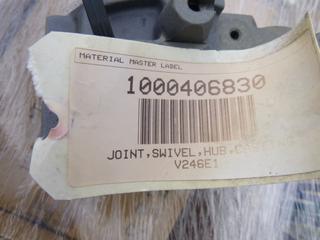 MATERIAL MASTER LABEL
1000406830
JOINT,SWIVEL,HUB
V246E1